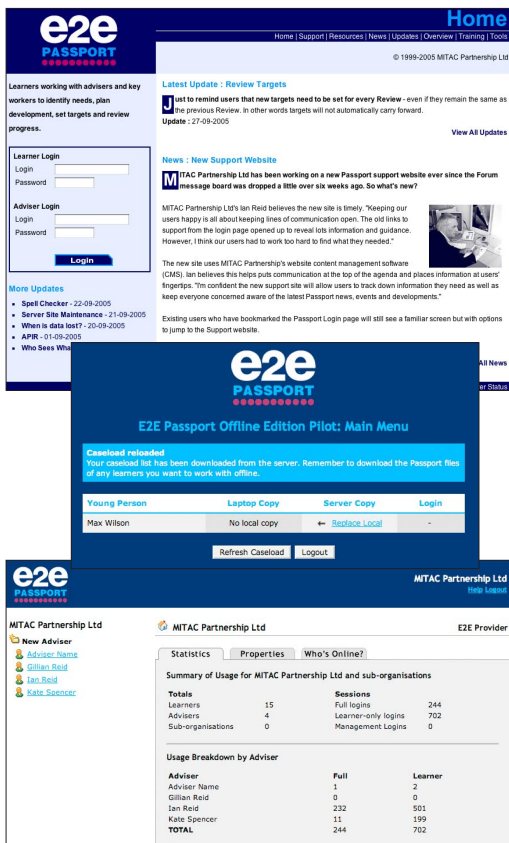 e2e
PASSPORT
Home
Home | Support | Resources | News | Updates | Overview | Training | Tools
© 1999-2005 MITAC Partnership Ltd
Learners working with advisers and key
workers to identify needs, plan
development, set targets and review
progress.
Learner Login
Login
Password
Adviser Login
Login
Password
Login
More Updates
Spell Checker - 22-09-2005
Server Site Maintenance - 21-09-2005
When is data lost? - 20-09-2005
APIR - 01-09-2005
Who Sees Wha
Latest Update : Review Targets
Just to remind users that new targets need to be set for every Review - even if they remain the same as
the previous Review. In other words targets will not automatically carry forward.
Update : 27-09-2005
View All Updates
News : New Support Website
MITAC Partnership Ltd has been working on a new Passport support website ever since the Forum
message board was dropped a little over six weeks ago. So what's new?
MITAC Partnership Ltd's Ian Reid believes the new site is timely. "Keeping our
users happy is all about keeping lines of communication open. The old links to
support from the login page opened up to reveal lots information and guidance.
However, I think our users had to work too hard to find what they needed."
The new site uses MITAC Partnership's website content management software
(CMS). Ian believes this helps puts communication at the top of the agenda and places information at users'
fingertips. "I'm confident the new support site will allow users to track down information they need as well as
keep everyone concerned aware of the latest Passport news, events and developments."
Existing users who have bookmarked the Passport Login page will still see a familiar screen but with options
to jump to the Support website.
All News
er Status
e2e
PASSPORT
E2E Passport Offline Edition Pilot: Main Menu
Caseload reloaded
Your caseload list has been downloaded from the server. Remember to download the Passport files
of any learners you want to work with offline.
Young Person Laptop Copy Server Copy Login
Max Wilson No local copy ← Replace Local -
Refresh Caseload Logout
e2e
PASSPORT
MITAC Partnership Ltd
Help Logout
MITAC Partnership Ltd
New Adviser
Adviser Name
Gillian Reid
Ian Reid
Kate Spencer
MITAC Partnership Ltd E2E Provider
Statistics Properties Who's Online?
Summary of Usage for MITAC Partnership Ltd and sub-organisations
Totals Sessions
Learners 15 Full logins 244
Advisers 4 Learner-only logins 702
Sub-organisations 0 Management Logins 0
Usage Breakdown by Adviser
Adviser Full Learner
Adviser Name 1 2
Gillian Reid 0 0
Ian Reid 232 501
Kate Spencer 11 199
TOTAL 244 702